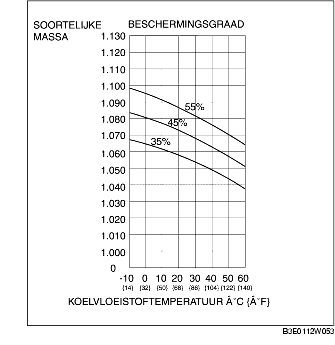 SOORTELIJKE
MASSA
BESCHERMINGSGRAAD
1.130
1.120
1.110
1.100
1.090
1.080
1.070
1.060
1.050
1.040
1.030
1.020
1.010
1.000
0
55%
45%
35%
-10 0 10 20 30 40 50 60
{14} {32} {50} {68} {86} {104} {122} {140}
KOELVLOEISTOFTEMPERATUUR Â°C {Â°F}
B3E0112W053